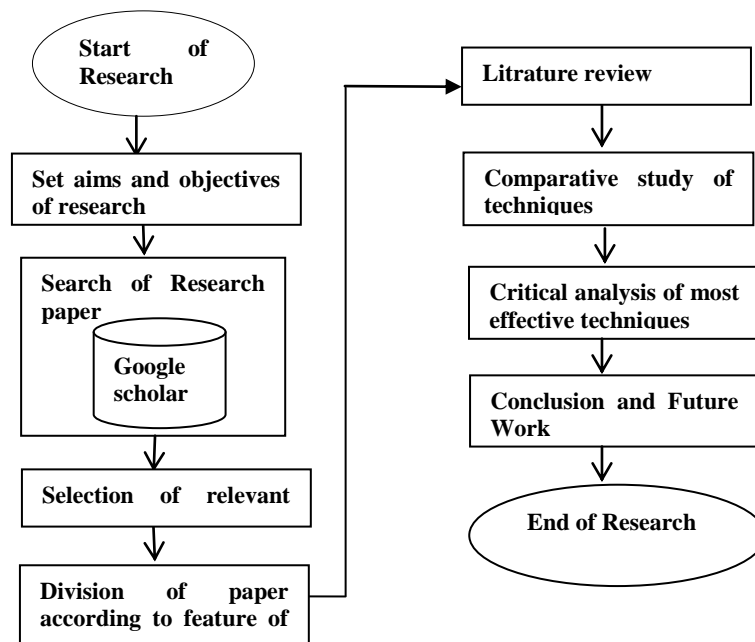 Start of
Research
Set aims and objectives
of research
Search of Research
paper
Google
scholar
Selection of relevant
Division of paper
according to feature of
Litrature review
Comparative study of
techniques
Critical analysis of most
effective techniques
Conclusion and Future
Work
End of Research